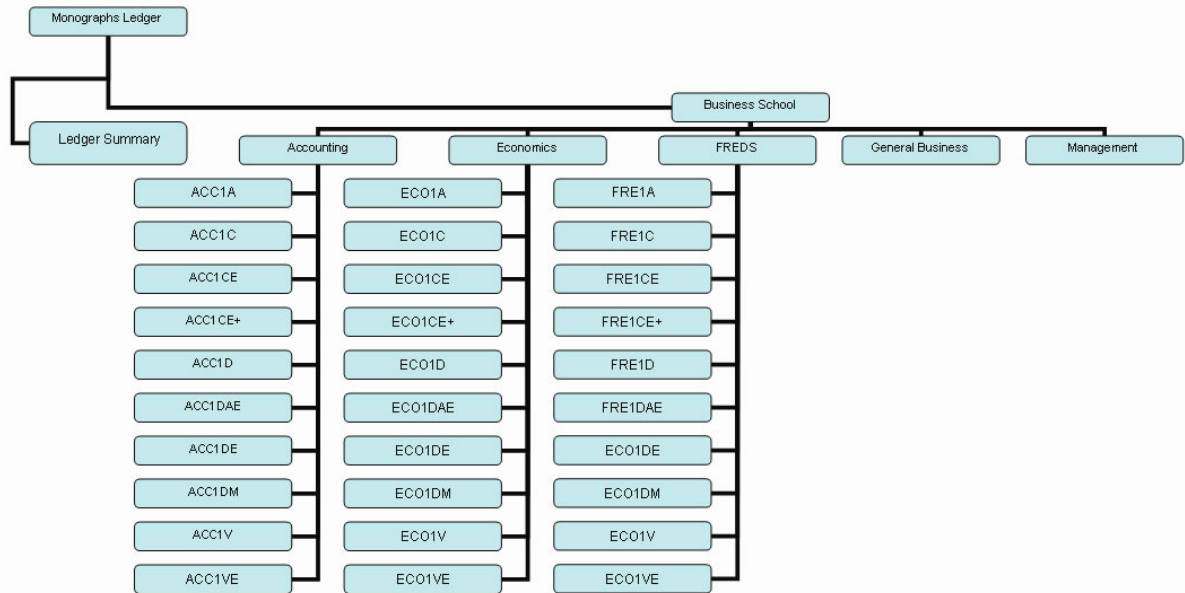 Monographs Ledger
Business School
Ledger Summary
Accounting
Economics
FREDS
General Business
Management
ACC1A
ECO1A
FRE1A
ACC1C
ECO1C
FRE1C
ACC1CE
ECO1CE
FRE1CE
ACC1CE+
ECO1CE+
FRE1CE+
ACC1D
ECO1D
FRE1D
ACC1DAE
ECO1DAE
FRE1DAE
ACC1DE
ECO1DE
ECO1DE
ACC1DM
ECO1DM
ECO1DM
ACC1V
ECO1V
ECO1V
ACC1VE
ECO1VE
ECO1VE